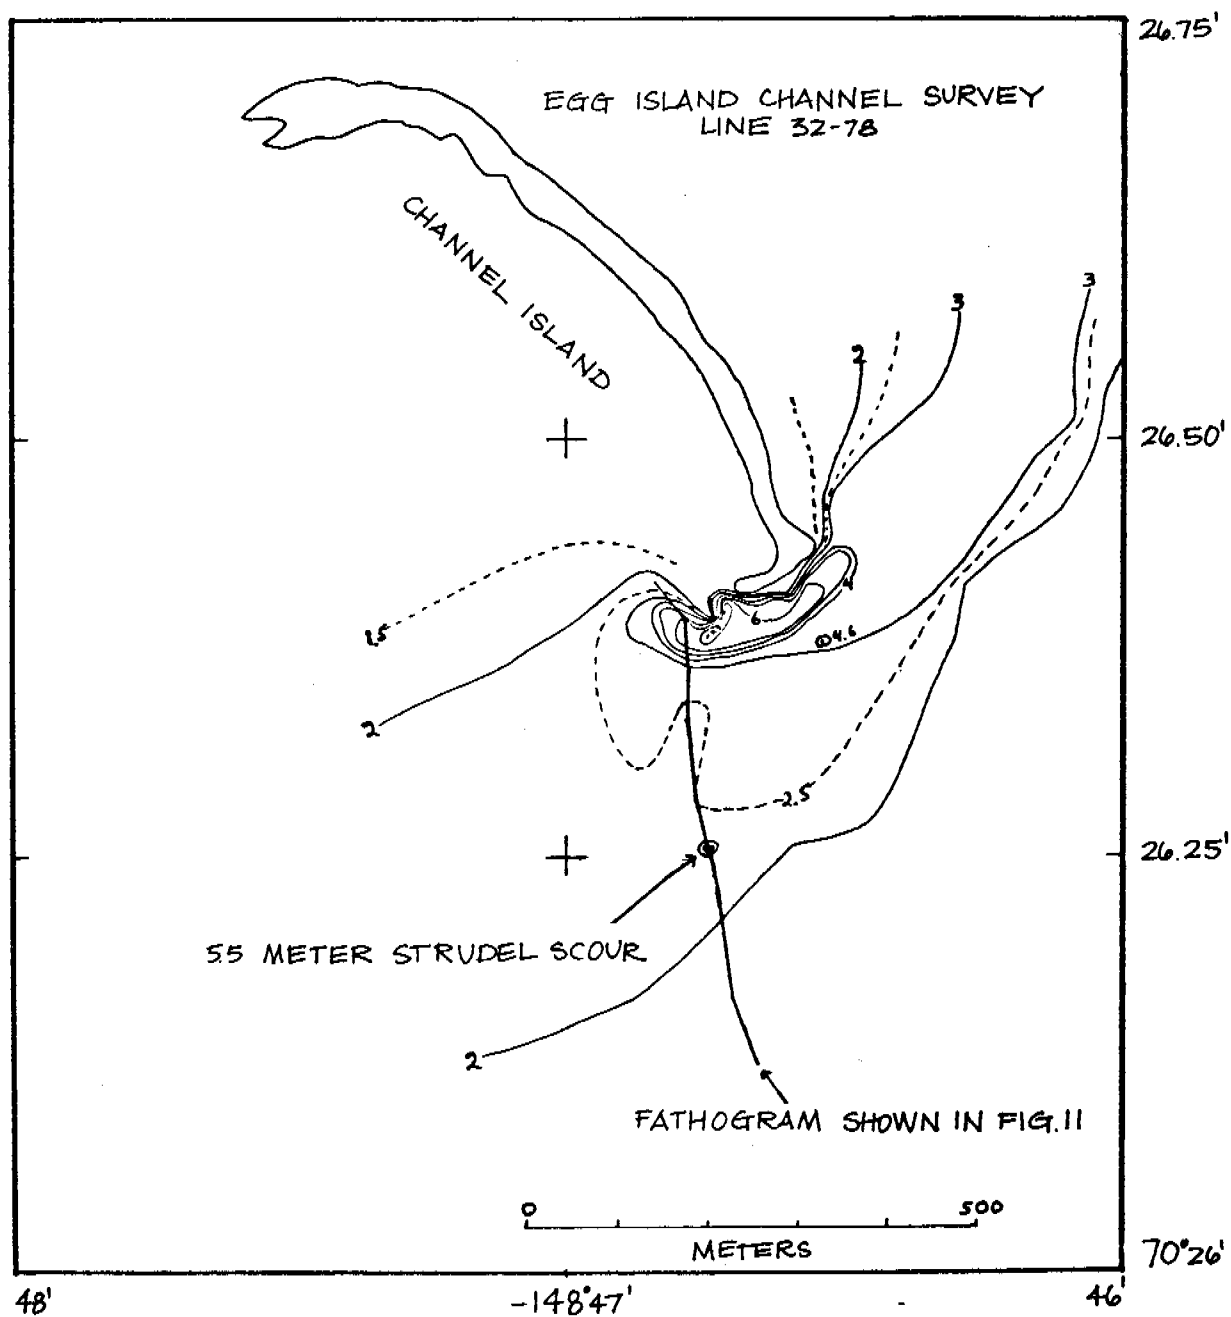 26.75'
EGG ISLAND CHANNEL SURVEY
LINE 32-78
CHANNEL ISLAND
3
3
2
26.50'
4
6
4.6
1.5
2
-2.5
26.25'
5.5 METER STRUDEL SCOUR
2
FATHOGRAM SHOWN IN FIG.11
0 500
METERS
70°26'
48' -148°47' 46'